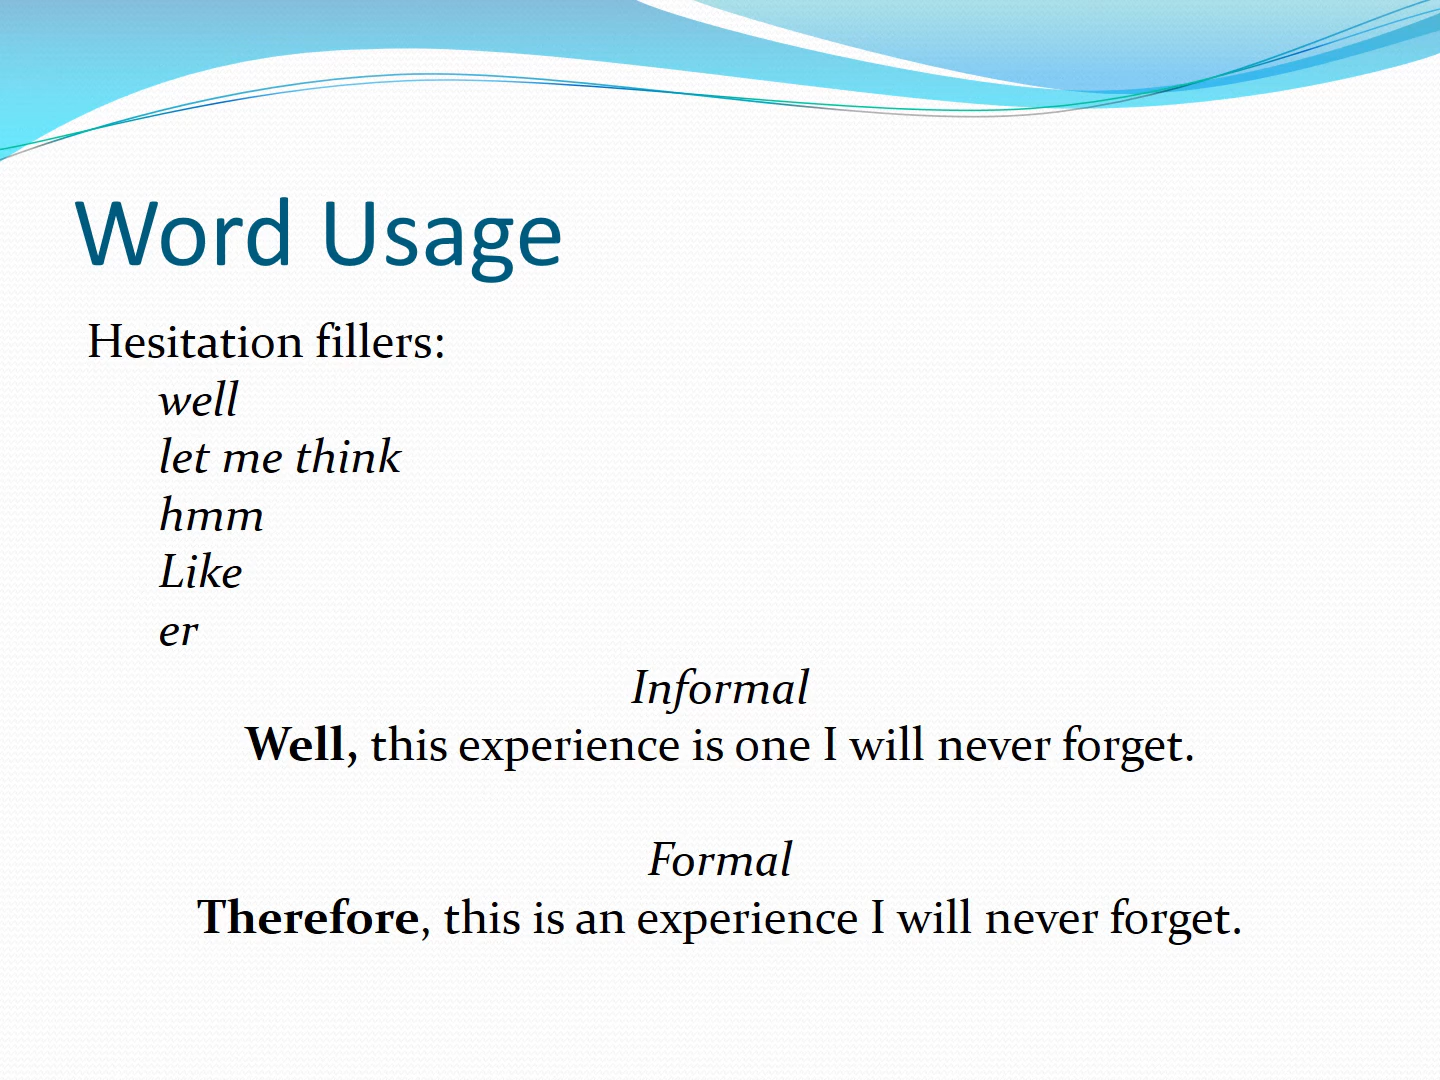 Word Usage
Hesitation fillers:
well
let me think
hmm
Like
er
Informal
Well, this experience is one I will never forget.
Formal
Therefore, this is an experience I will never forget.